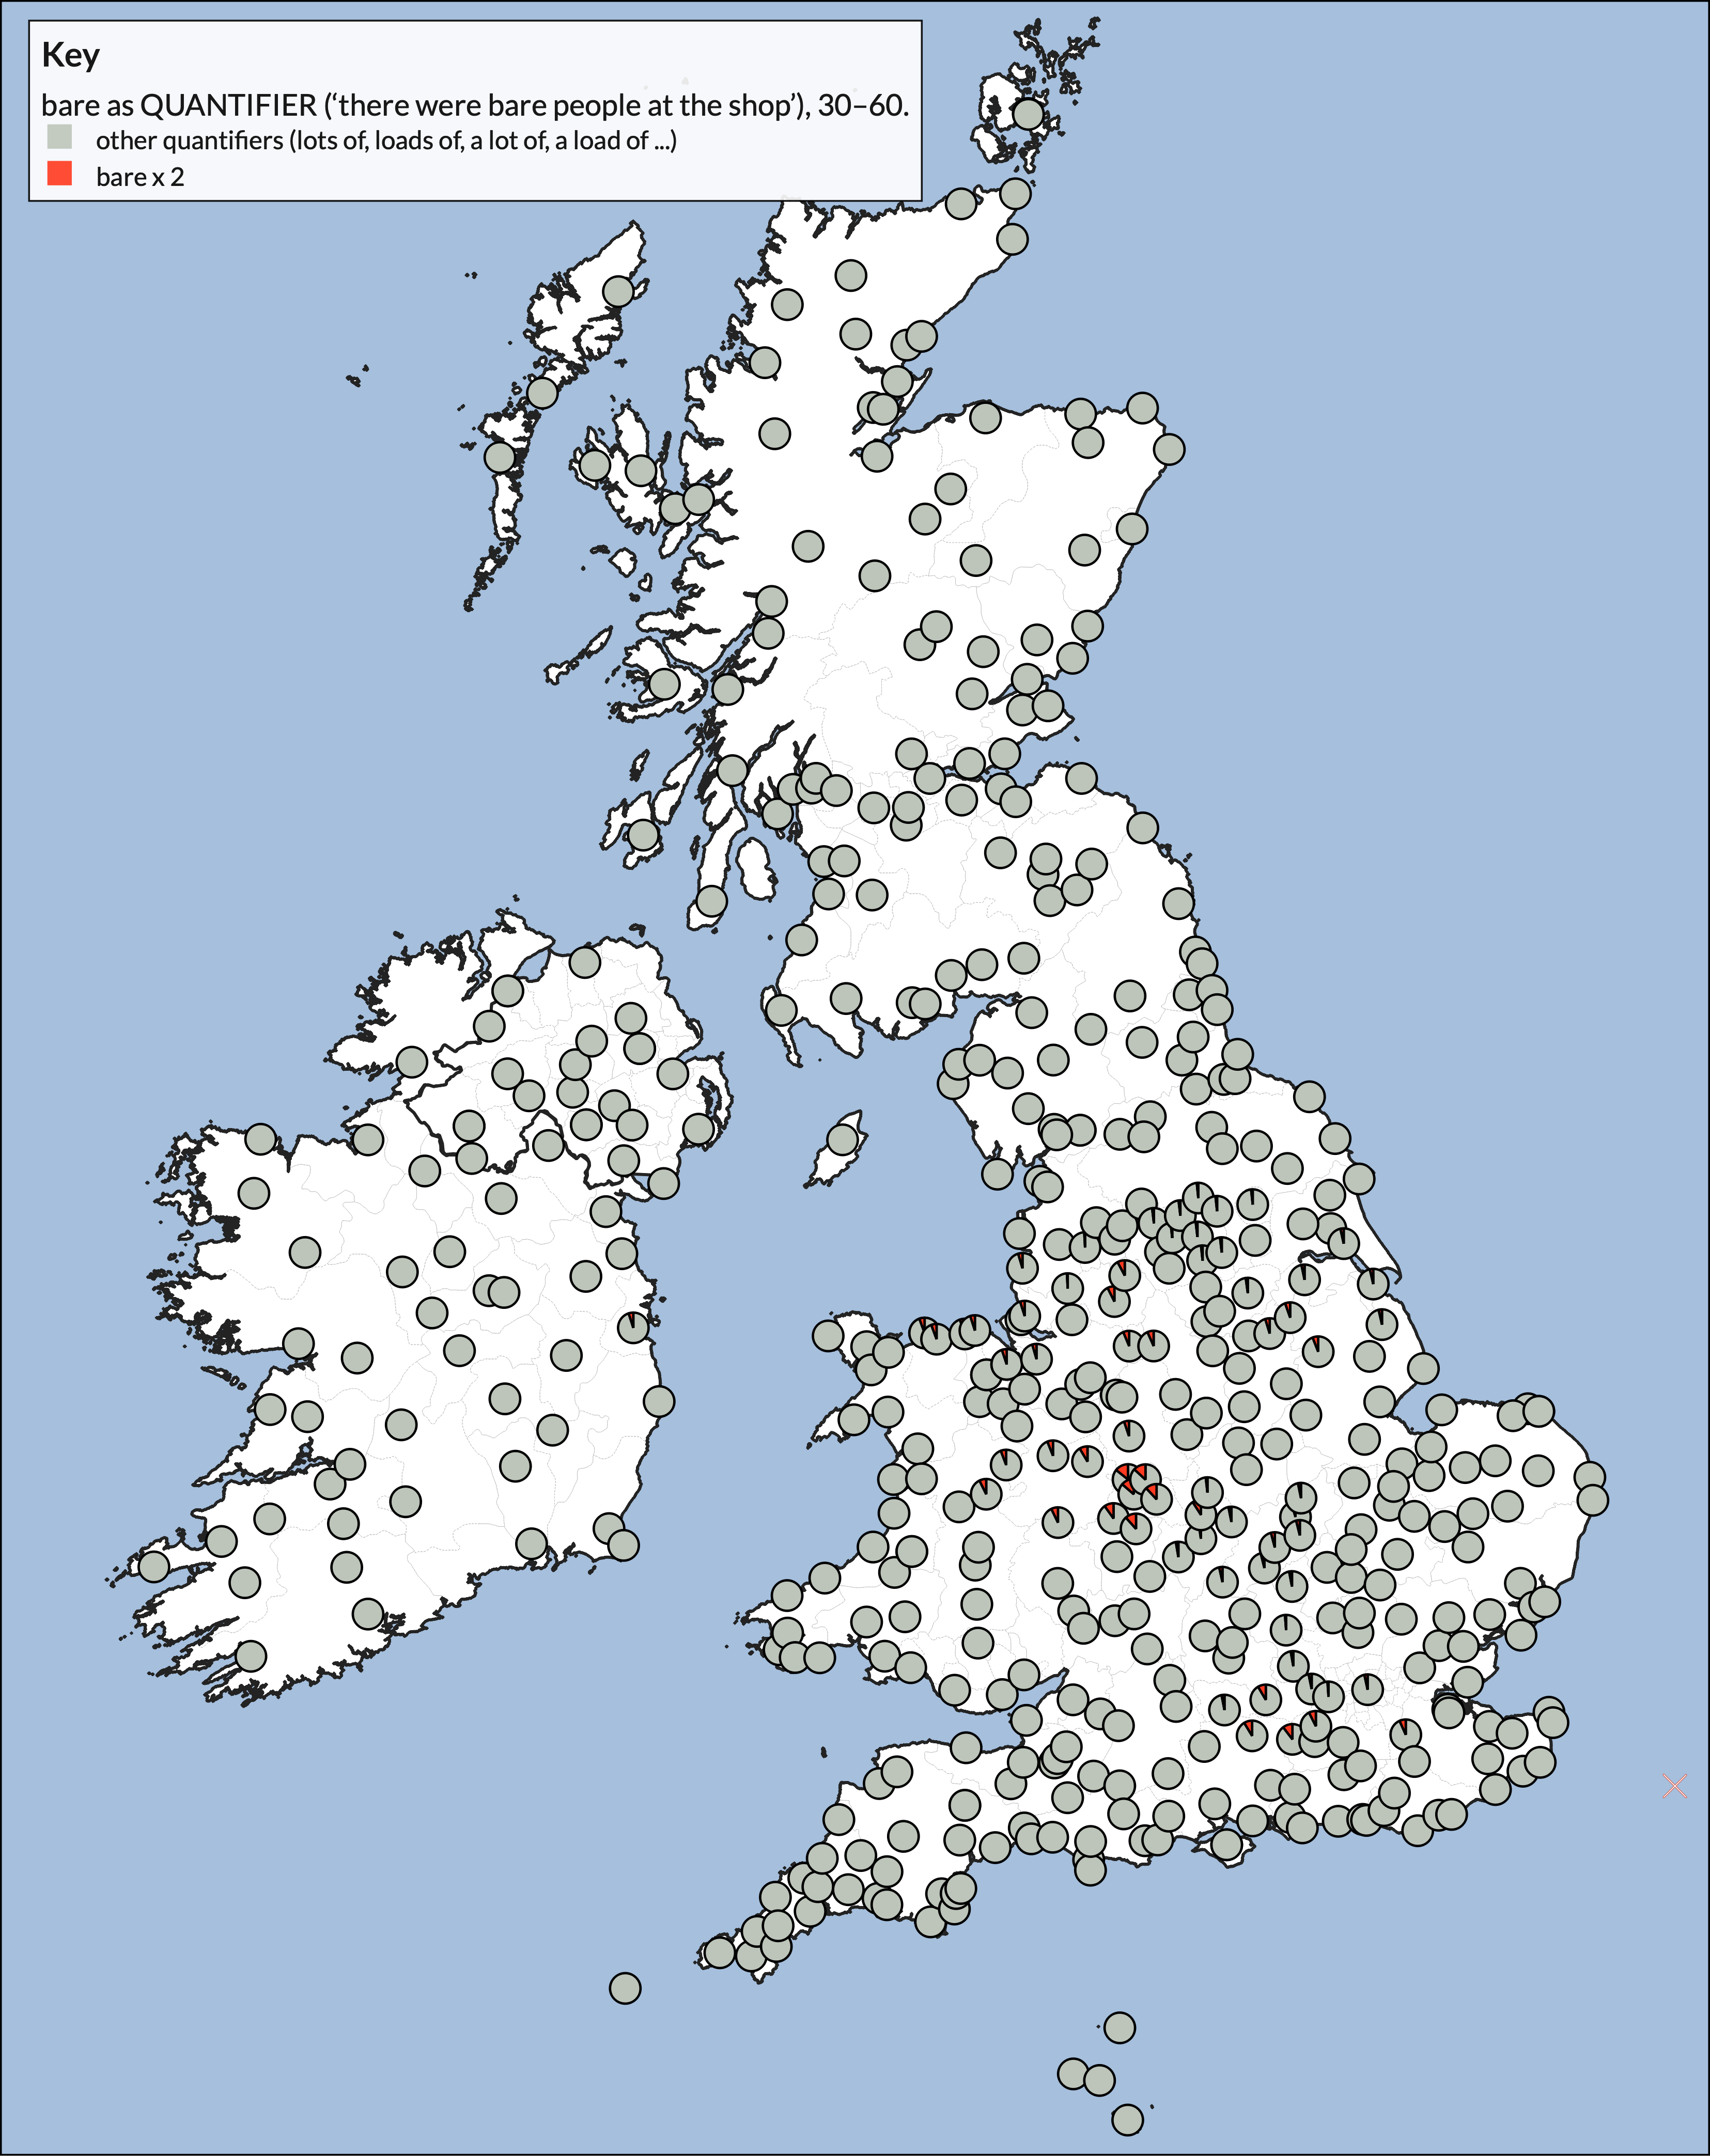 Key
bare as QUANTIFIER (‘there were bare people at the shop’), 30–60.
other quantifiers (lots of, loads of, a lot of, a load of ...)
bare x 2